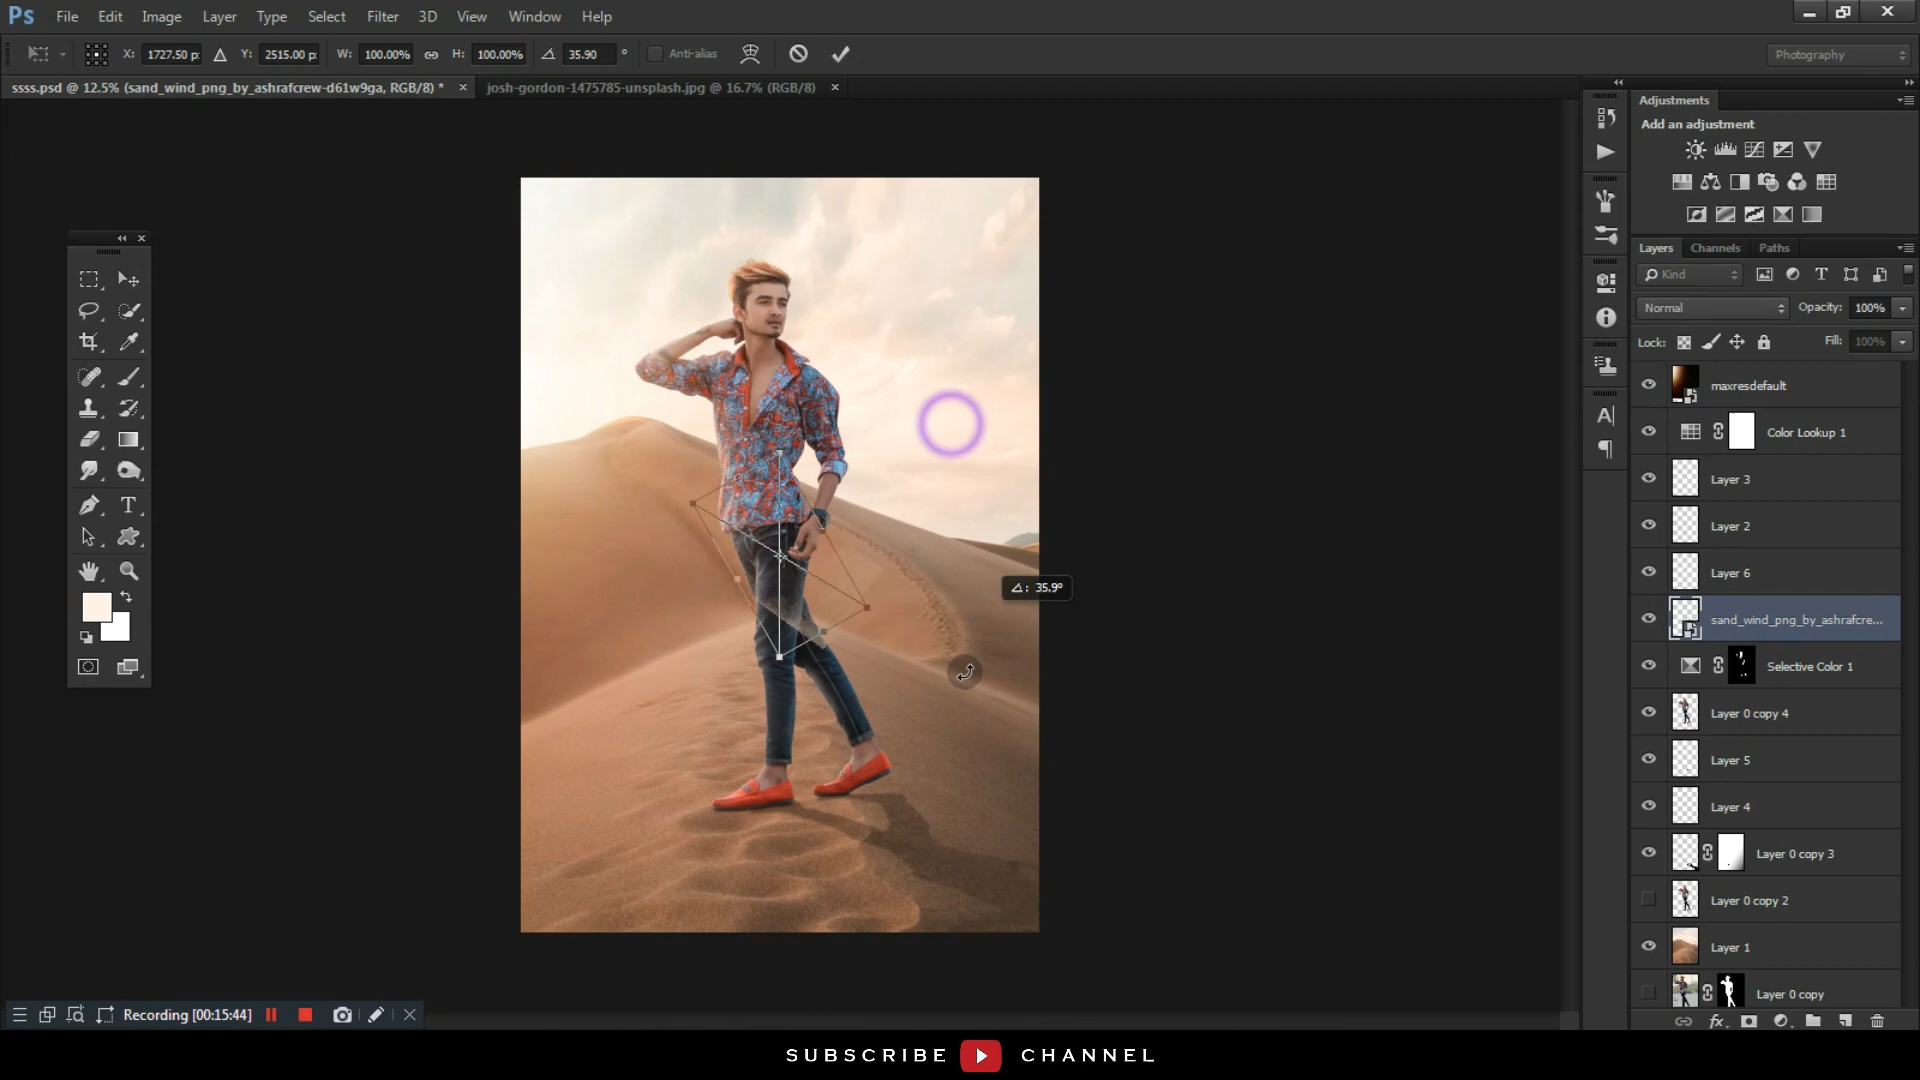 Ps File Edit Image Layer Type Select Filter 3D View Window Help
X: 1727.50 p: Y: 2515.00 p: W: 100.00% H: 100.00% 35.90 ° Anti-alias Photography
ssss.psd @ 12.5% (sand_wind_png_by_ashrafcrew-d61w9ga, RGB/8) * × josh-gordon-1475785-unsplash.jpg @ 16.7% (RGB/8) ×
Adjustments
Add an adjustment
Layers Channels Paths
Kind
Normal Opacity: 100%
Lock: Fill: 100%
maxresdefault
Color Lookup 1
Layer 3
Layer 2
Layer 6
sand_wind_png_by_ashrafcre...
Selective Color 1
Layer 0 copy 4
Layer 5
Layer 4
Layer 0 copy 3
Layer 0 copy 2
Layer 1
Layer 0 copy
: 35.9°
Recording [00:15:44]
SUBSCRIBE CHANNEL